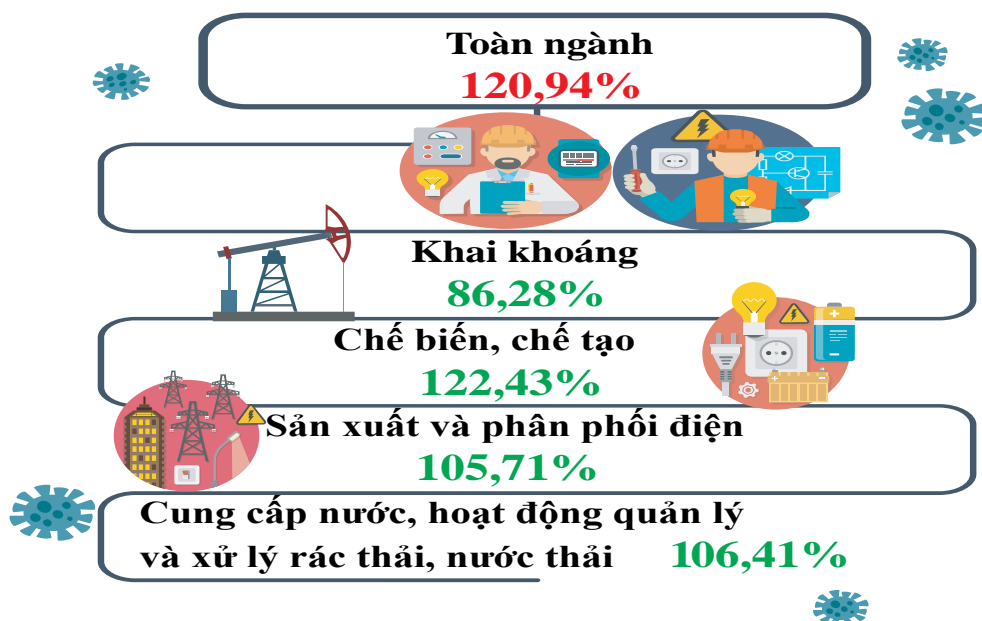 Toàn ngành
120,94%
Khai khoáng
86,28%
Chế biến, chế tạo
122,43%
Sản xuất và phân phối điện
105,71%
Cung cấp nước, hoạt động quản lý
và xử lý rác thải, nước thải 106,41%